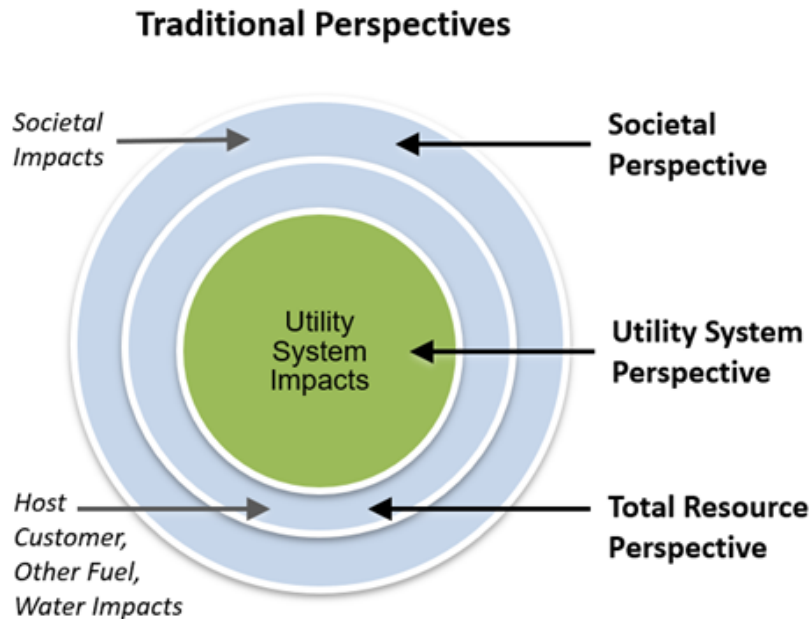 Traditional Perspectives
Societal
Impacts
Societal
Perspective
Utility
System
Impacts
Utility System
Perspective
Host
Customer,
Other Fuel,
Water Impacts
Total Resource
Perspective